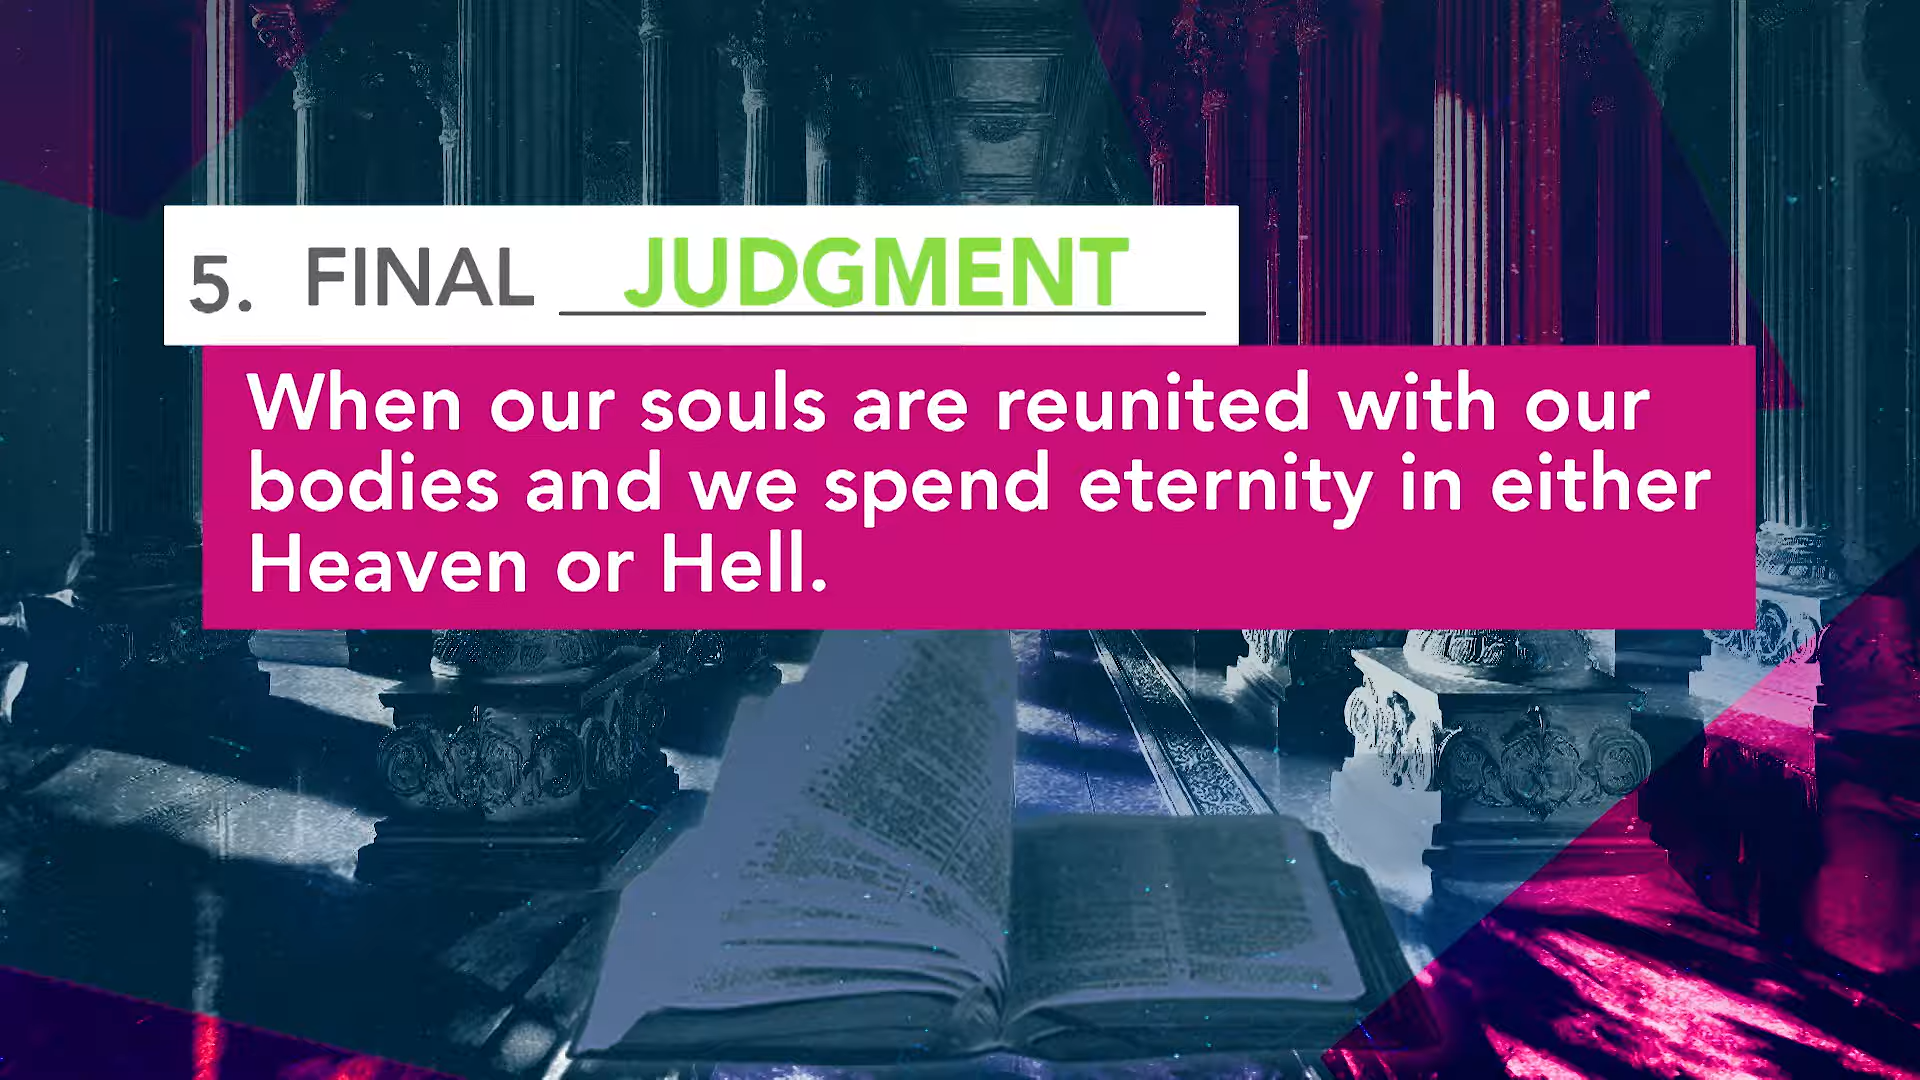 5. FINAL JUDGMENT
When our souls are reunited with our
bodies and we spend eternity in either
Heaven or Hell.